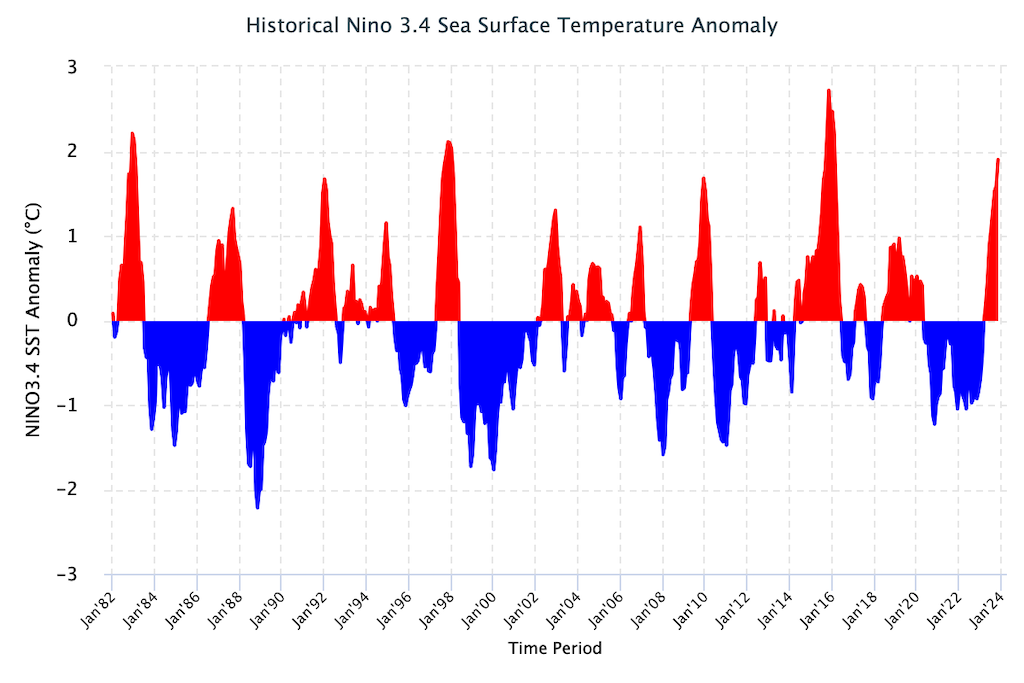 Historical Nino 3.4 Sea Surface Temperature Anomaly
NINO3.4 SST Anomaly (°C)
3
2
1
0
−1
−2
−3
Jan'82
Jan'84
Jan'86
Jan'88
Jan'90
Jan'92
Jan'94
Jan'96
Jan'98
Jan'00
Jan'02
Jan'04
Jan'06
Jan'08
Jan'10
Jan'12
Jan'14
Jan'16
Jan'18
Jan'20
Jan'22
Jan'24
Time Period